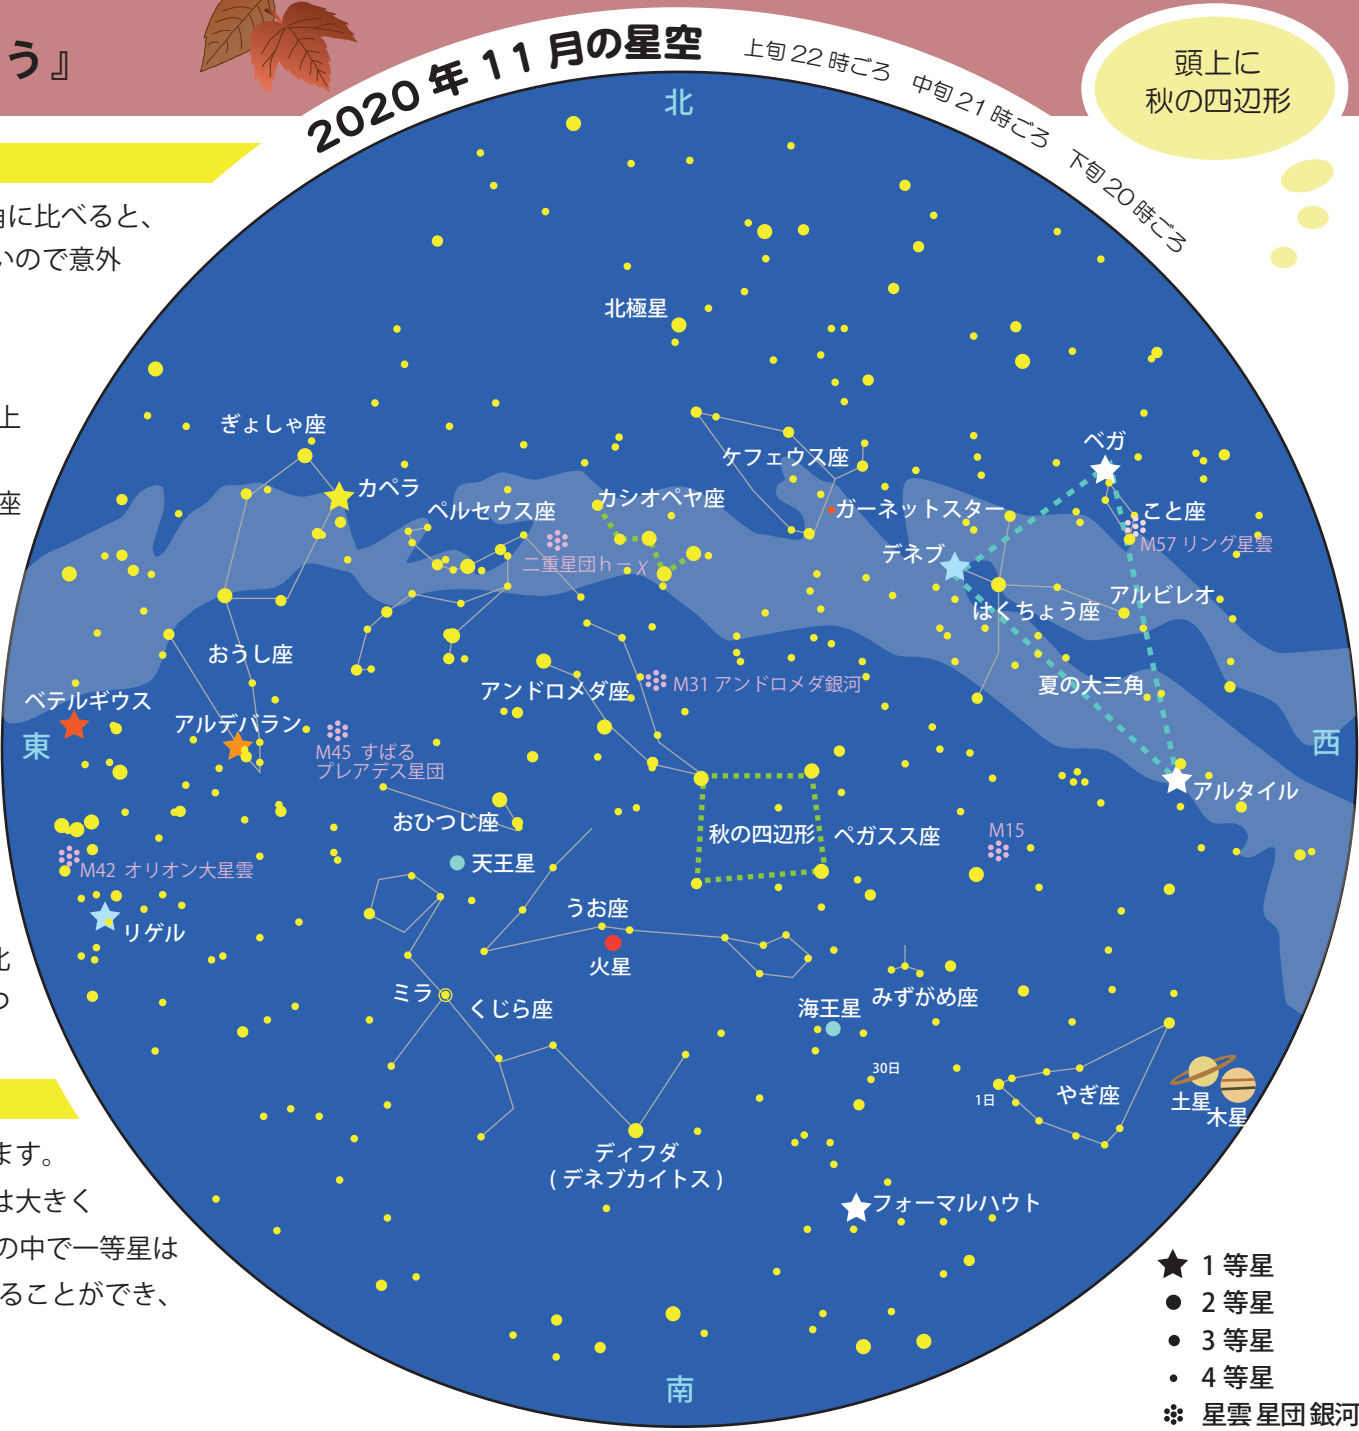 う』
2020年11月の星空
上旬22時ごろ 中旬21時ごろ 下旬20時ごろ
頭上に
秋の四辺形
に比べると、
いので意外
上
座
つ
ます。
は大きく
の中で一等星は
ることができ、
北
北極星
ぎょしゃ座
カペラ
ペルセウス座
カシオペヤ座
ケフェウス座
ガーネットスター
ベガ
こと座
M57 リング星雲
二重星団h－χ
デネブ
はくちょう座
アルビレオ
おうし座
夏の大三角
ベテルギウス
アルデバラン
アンドロメダ座
M31 アンドロメダ銀河
東
西
M45 すばる
プレアデス星団
アルタイル
おひつじ座
秋の四辺形
ペガスス座
M15
天王星
M42 オリオン大星雲
うお座
リゲル
火星
ミラ
くじら座
みずがめ座
海王星
30日
1日
やぎ座
土星
木星
ディフダ
(デネブカイトス)
フォーマルハウト
南
1等星
2等星
3等星
4等星
星雲 星団 銀河